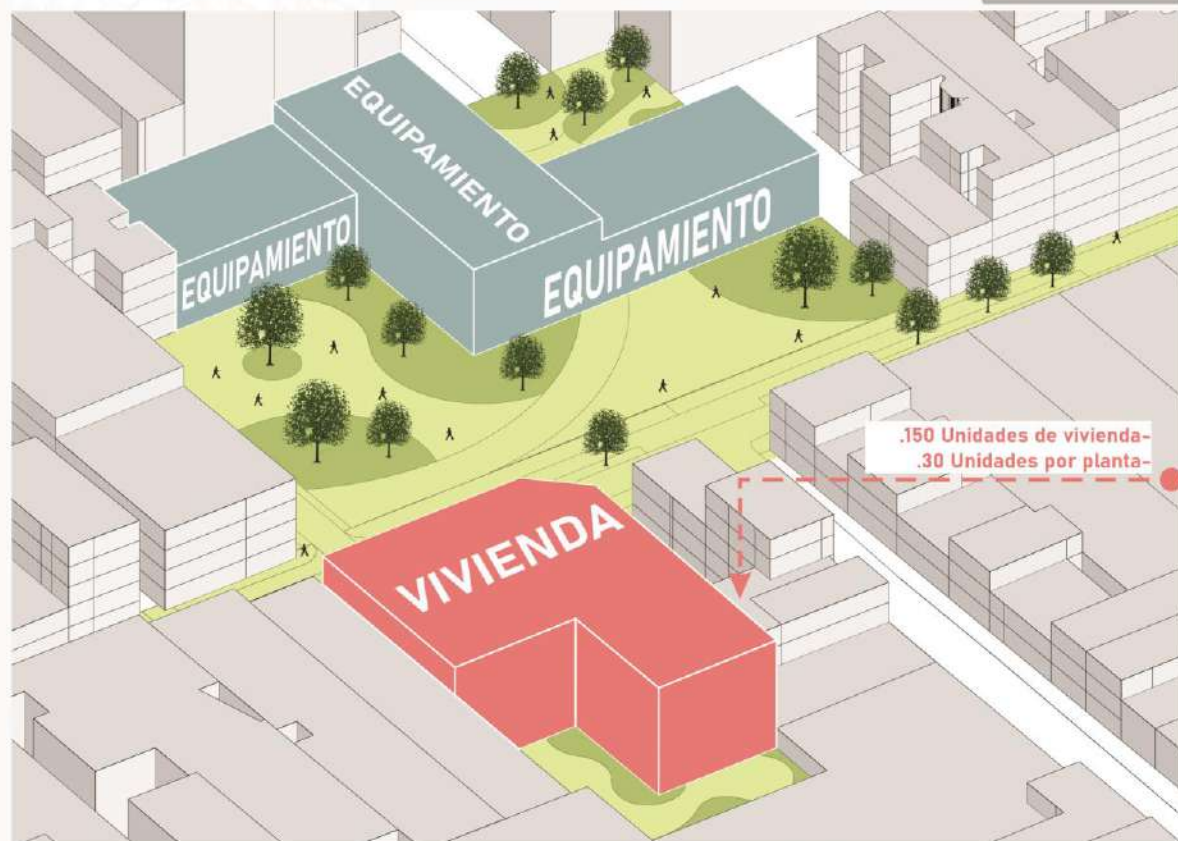 EQUIPAMIENTO
EQUIPAMIENTO
EQUIPAMIENTO
.150 Unidades de vivienda-
.30 Unidades por planta-
VIVIENDA